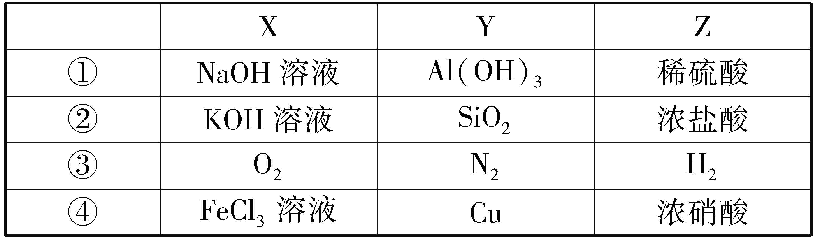 X Y Z
① NaOH 溶液 Al(OH)₃ 稀硫酸
② KOH 溶液 SiO₂ 浓盐酸
③ O₂ N₂ H₂
④ FeCl₃ 溶液 Cu 浓硝酸